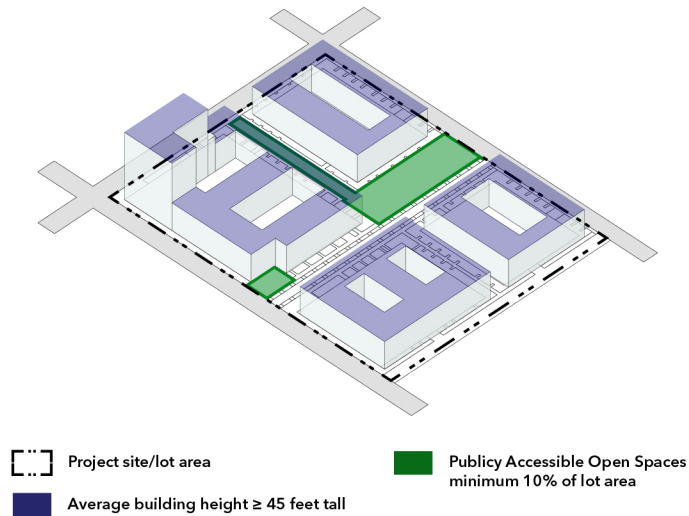 Project site/lot area
Average building height ≥ 45 feet tall
Publicy Accessible Open Spaces
minimum 10% of lot area